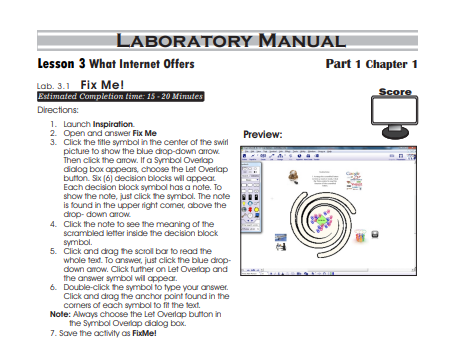 LABORATORY MANUAL
Lesson 3 What Internet Offers Part 1 Chapter 1
Lab. 3.1 Fix Me!
Score
Estimated Completion time: 15 - 20 Minutes
Directions:
Preview:
1. Launch Inspiration.
2. Open and answer Fix Me
3. Click the title symbol in the center of the swirl
picture to show the blue drop-down arrow.
Then click the arrow. If a Symbol Overlap
dialog box appears, choose the Let Overlap
button. Six (6) decision blocks will appear.
Each decision block symbol has a note. To
show the note, just click the symbol. The note
is found in the upper right corner, above the
drop- down arrow.
4. Click the note to see the meaning of the
scrambled letter inside the decision block
symbol.
5. Click and drag the scroll bar to read the
whole text. To answer, just click the blue drop-
down arrow. Click further on Let Overlap and
the answer symbol will appear.
6. Double-click the symbol to type your answer.
Click and drag the anchor point found in the
corners of each symbol to fit the text.
Note: Always choose the Let Overlap button in
the Symbol Overlap dialog box.
7. Save the activity as FixMe!